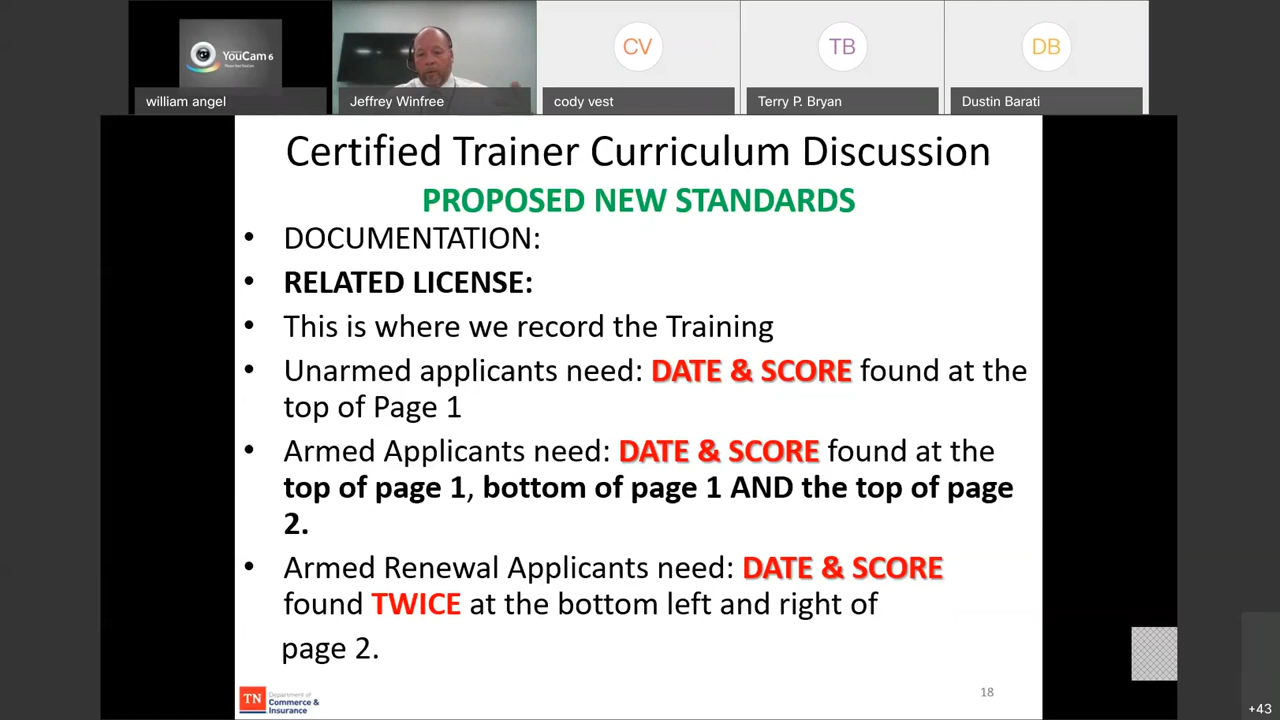 YouCam 6
william angel
Jeffrey Winfree
CV
cody vest
TB
Terry P. Bryan
DB
Dustin Barati
Certified Trainer Curriculum Discussion
PROPOSED NEW STANDARDS
• DOCUMENTATION:
• RELATED LICENSE:
• This is where we record the Training
• Unarmed applicants need: DATE & SCORE found at the
top of Page 1
• Armed Applicants need: DATE & SCORE found at the
top of page 1, bottom of page 1 AND the top of page
2.
• Armed Renewal Applicants need: DATE & SCORE
found TWICE at the bottom left and right of
page 2.
TN
Department of
Commerce &
Insurance
18
+43